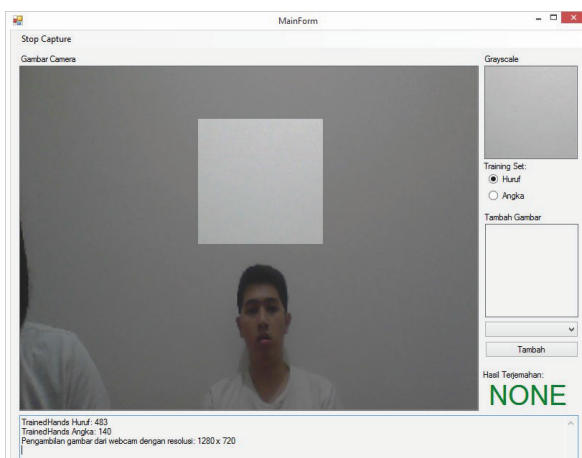 MainForm
Stop Capture
Gambar Camera
Grayscale
Training Set:
Huruf
Angka
Tambah Gambar
Tambah
Hasil Terjemahan:
NONE
TrainedHands Huruf: 483
TrainedHands Angka: 140
Pengambilan gambar dari webcam dengan resolusi: 1280 x 720